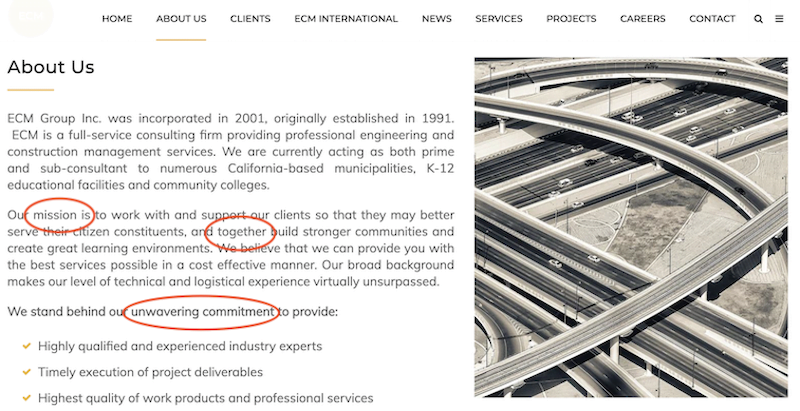 ECM
HOME ABOUT US CLIENTS ECM INTERNATIONAL NEWS SERVICES PROJECTS CAREERS CONTACT
About Us
ECM Group Inc. was incorporated in 2001, originally established in 1991.
ECM is a full-service consulting firm providing professional engineering and
construction management services. We are currently acting as both prime
and sub-consultant to numerous California-based municipalities, K-12
educational facilities and community colleges.
Our mission is to work with and support our clients so that they may better
serve their citizen constituents, and together build stronger communities and
create great learning environments. We believe that we can provide you with
the best services possible in a cost effective manner. Our broad background
makes our level of technical and logistical experience virtually unsurpassed.
We stand behind our unwavering commitment to provide:
Highly qualified and experienced industry experts
Timely execution of project deliverables
Highest quality of work products and professional services